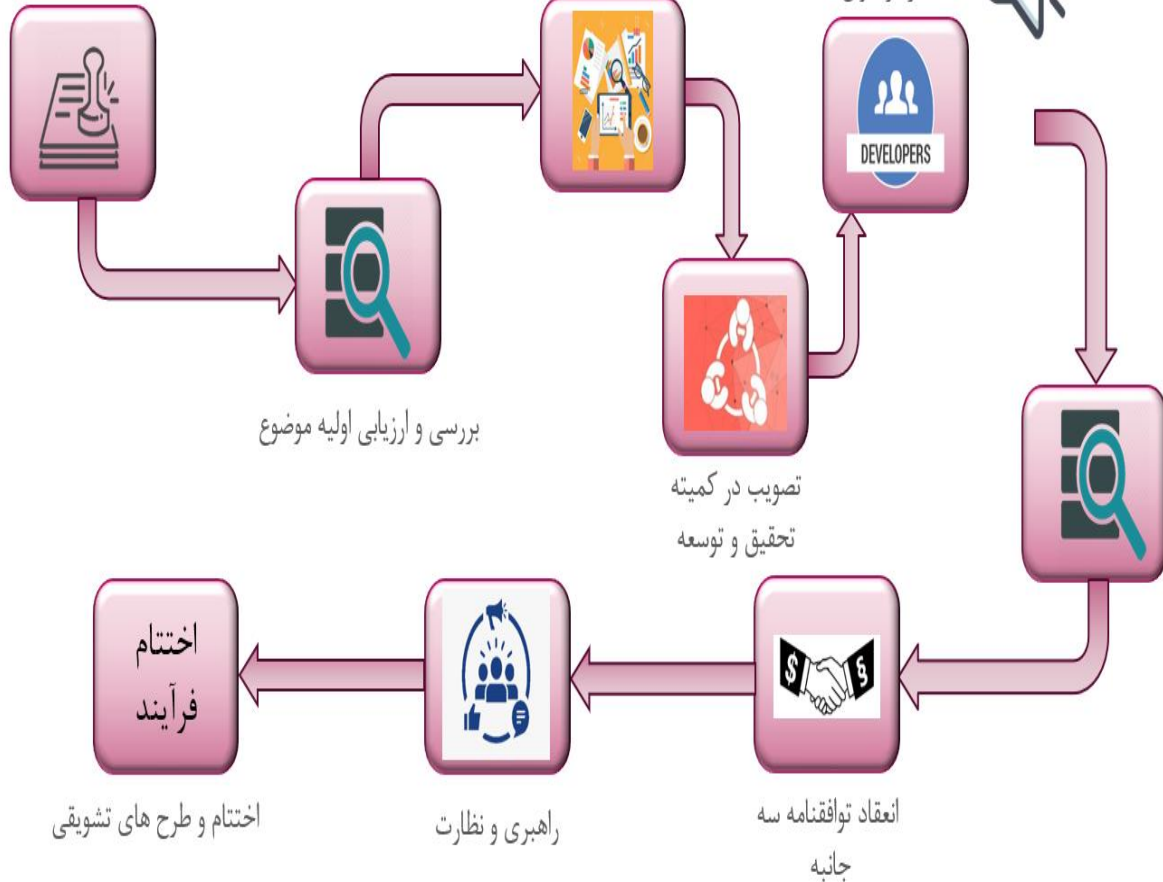 DEVELOPERS
بررسی و ارزیابی اولیه موضوع
تصویب در کمیته
تحقیق و توسعه
انعقاد توافقنامه سه
جانبه
راهبری و نظارت
اختتام
فرآیند
اختتام و طرح های تشویقی